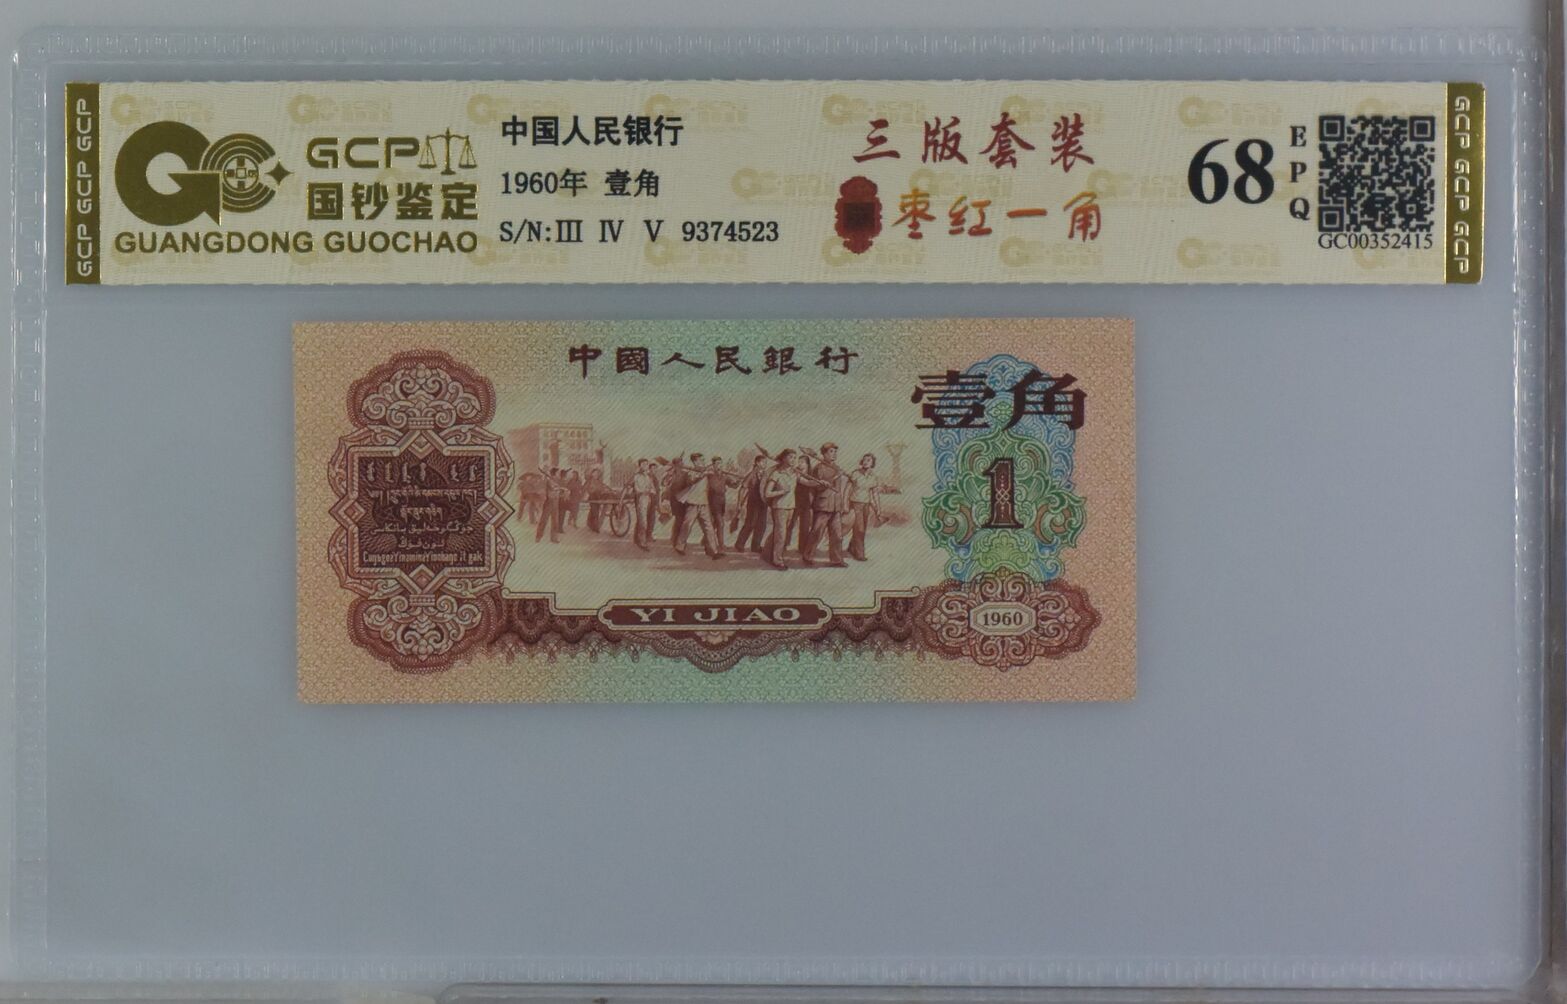 GCP GCP GCP
GCP
国钞鉴定
GUANGDONG GUOCHAO
中国人民银行
1960年 壹角
S/N:III IV V 9374523
三版套装
枣红一角
68
EPQ
GC00352415
GCP GCP GCP
中國人民銀行
壹角
1
YI JIAO
1960